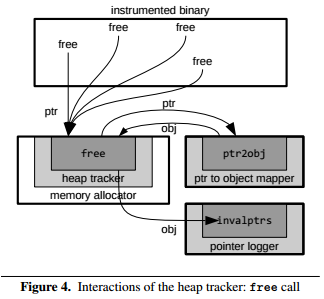 instrumented binary
free
free
free
free
ptr
ptr
obj
free
ptr2obj
heap tracker
ptr to object mapper
memory allocator
invalptrs
obj
pointer logger
Figure 4. Interactions of the heap tracker: free call